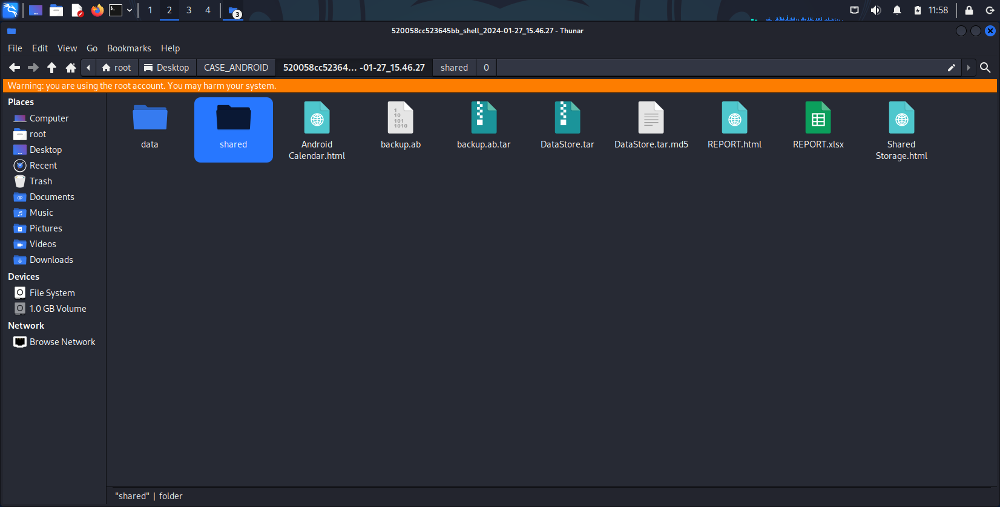 1 2 3 4 3 11:58
520058cc523645bb_shell_2024-01-27_15.46.27 - Thunar
File Edit View Go Bookmarks Help
root Desktop CASE_ANDROID 520058cc52364... -01-27_15.46.27 shared 0
Warning: you are using the root account. You may harm your system.
Places
Computer
root
Desktop
Recent
Trash
Documents
Music
Pictures
Videos
Downloads
Devices
File System
1.0 GB Volume
Network
Browse Network
data
shared
Android
Calendar.html
backup.ab
backup.ab.tar
DataStore.tar
DataStore.tar.md5
REPORT.html
REPORT.xlsx
Shared
Storage.html
1
10
101
1010
"shared" | folder